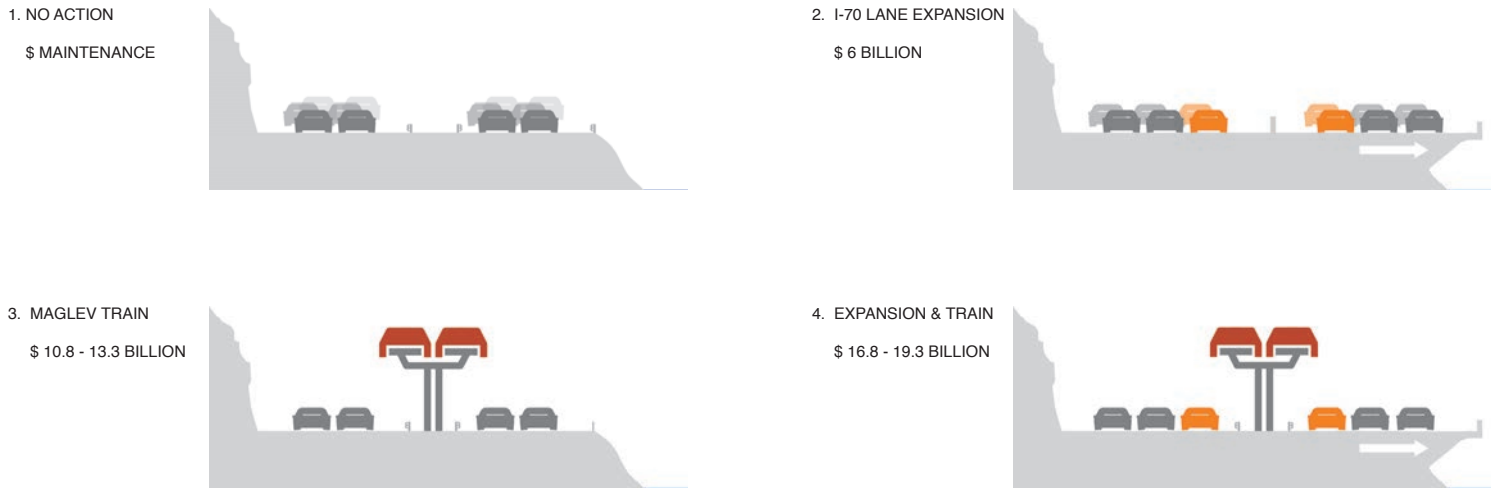 1. NO ACTION
$ MAINTENANCE
2. I-70 LANE EXPANSION
$ 6 BILLION
3. MAGLEV TRAIN
$ 10.8 - 13.3 BILLION
4. EXPANSION & TRAIN
$ 16.8 - 19.3 BILLION